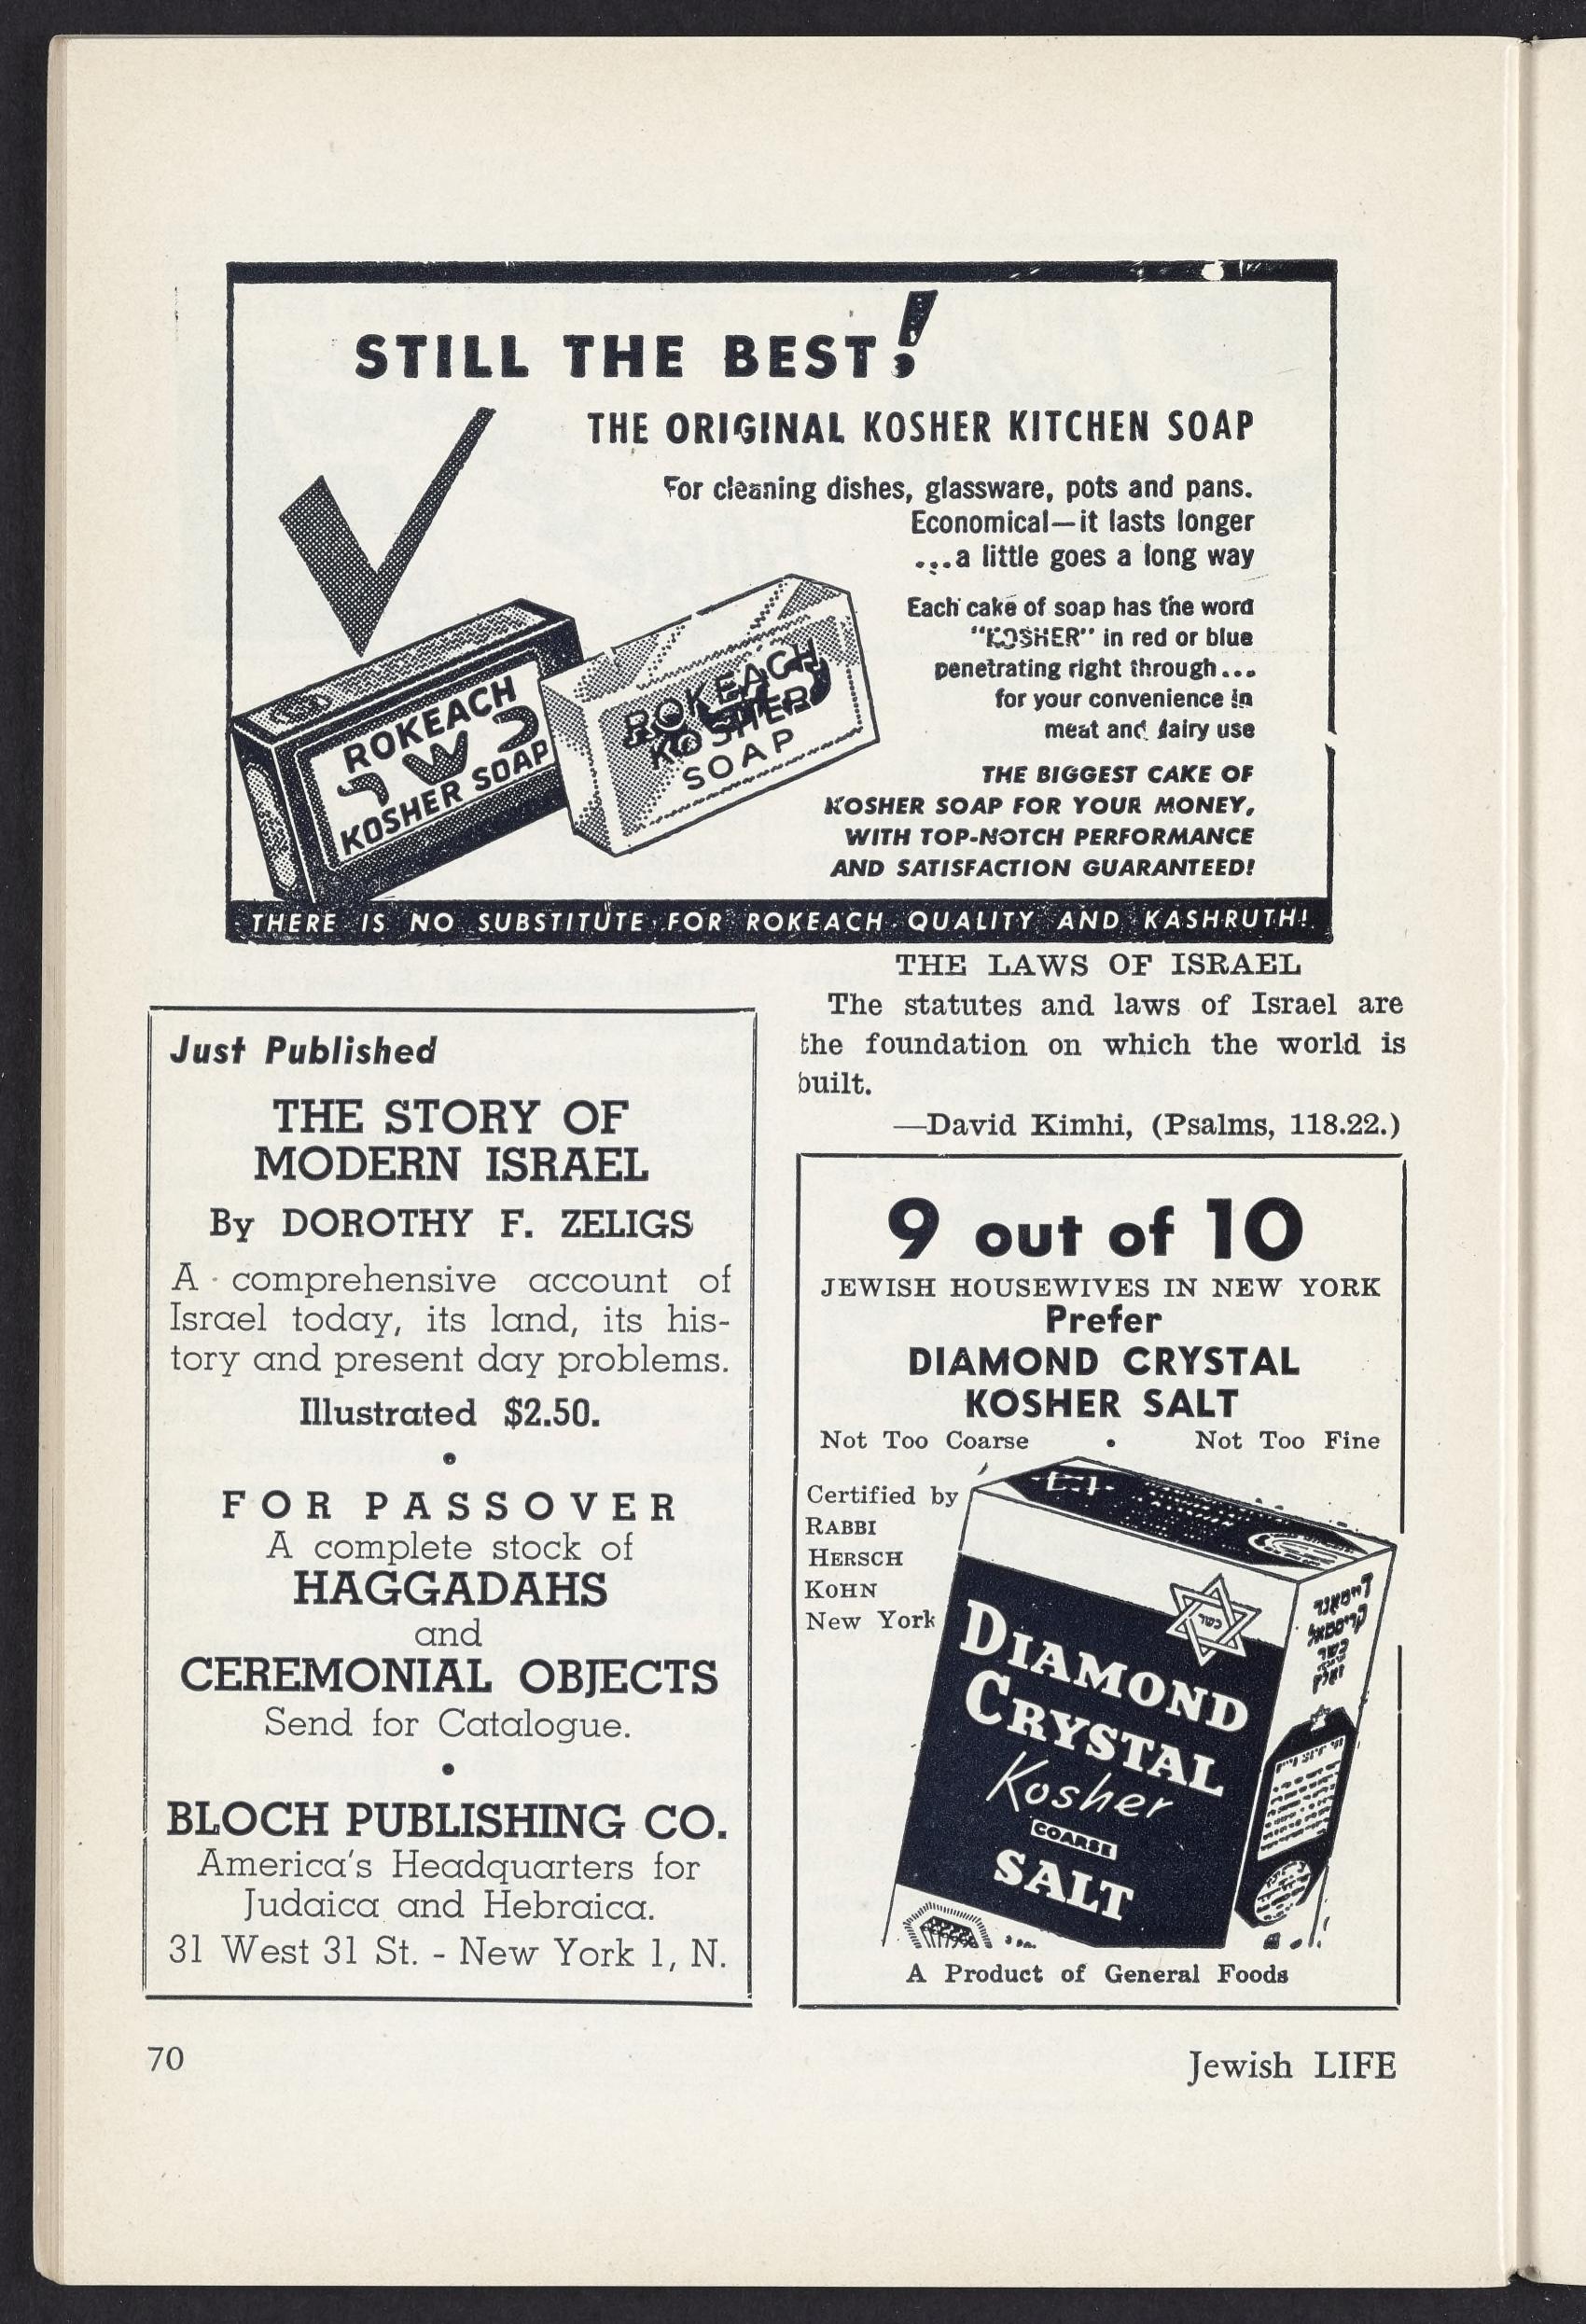 STILL THE BEST!
THE ORIGINAL KOSHER KITCHEN SOAP
For cleaning dishes, glassware, pots and pans.
Economical—it lasts longer
...a little goes a long way
Each cake of soap has the word
"KOSHER" in red or blue
penetrating right through...
for your convenience in
meat and dairy use
THE BIGGEST CAKE OF
KOSHER SOAP FOR YOUR MONEY,
WITH TOP-NOTCH PERFORMANCE
AND SATISFACTION GUARANTEED!
ROKEACH
כשר
KOSHER SOAP
ROKEACH
KOSHER
SOAP
THERE IS NO SUBSTITUTE FOR ROKEACH QUALITY AND KASHRUTH!
Just Published
THE STORY OF
MODERN ISRAEL
By DOROTHY F. ZELIGS
A comprehensive account of
Israel today, its land, its his-
tory and present day problems.
Illustrated $2.50.
•
FOR PASSOVER
A complete stock of
HAGGADAHS
and
CEREMONIAL OBJECTS
Send for Catalogue.
•
BLOCH PUBLISHING CO.
America's Headquarters for
Judaica and Hebraica.
31 West 31 St. - New York 1, N.
THE LAWS OF ISRAEL
The statutes and laws of Israel are
the foundation on which the world is
built.
—David Kimhi, (Psalms, 118.22.)
9 out of 10
JEWISH HOUSEWIVES IN NEW YORK
Prefer
DIAMOND CRYSTAL
KOSHER SALT
Not Too Coarse • Not Too Fine
Certified by
RABBI
HERSCH
KOHN
New York
כשר
DIAMOND
CRYSTAL
Kosher
COARSE
SALT
דיימאנד
קריסטאל
כשר
זאלץ
A Product of General Foods
70
Jewish LIFE